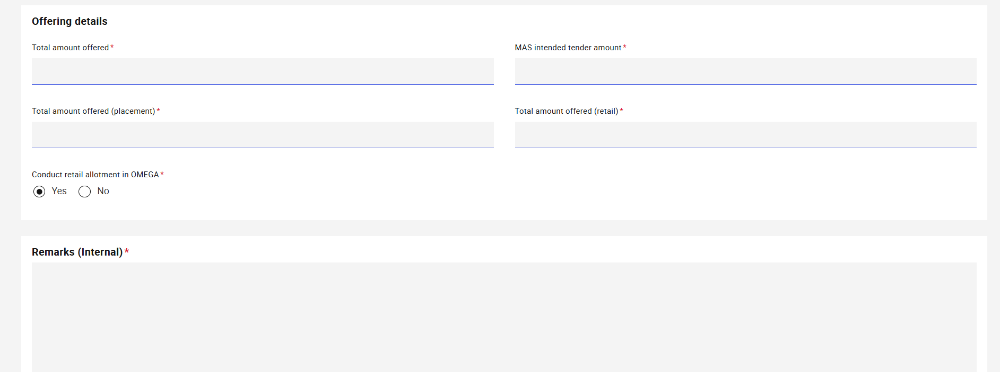 Offering details
Total amount offered*
MAS intended tender amount*
Total amount offered (placement)*
Total amount offered (retail)*
Conduct retail allotment in OMEGA*
Yes No
Remarks (Internal)*